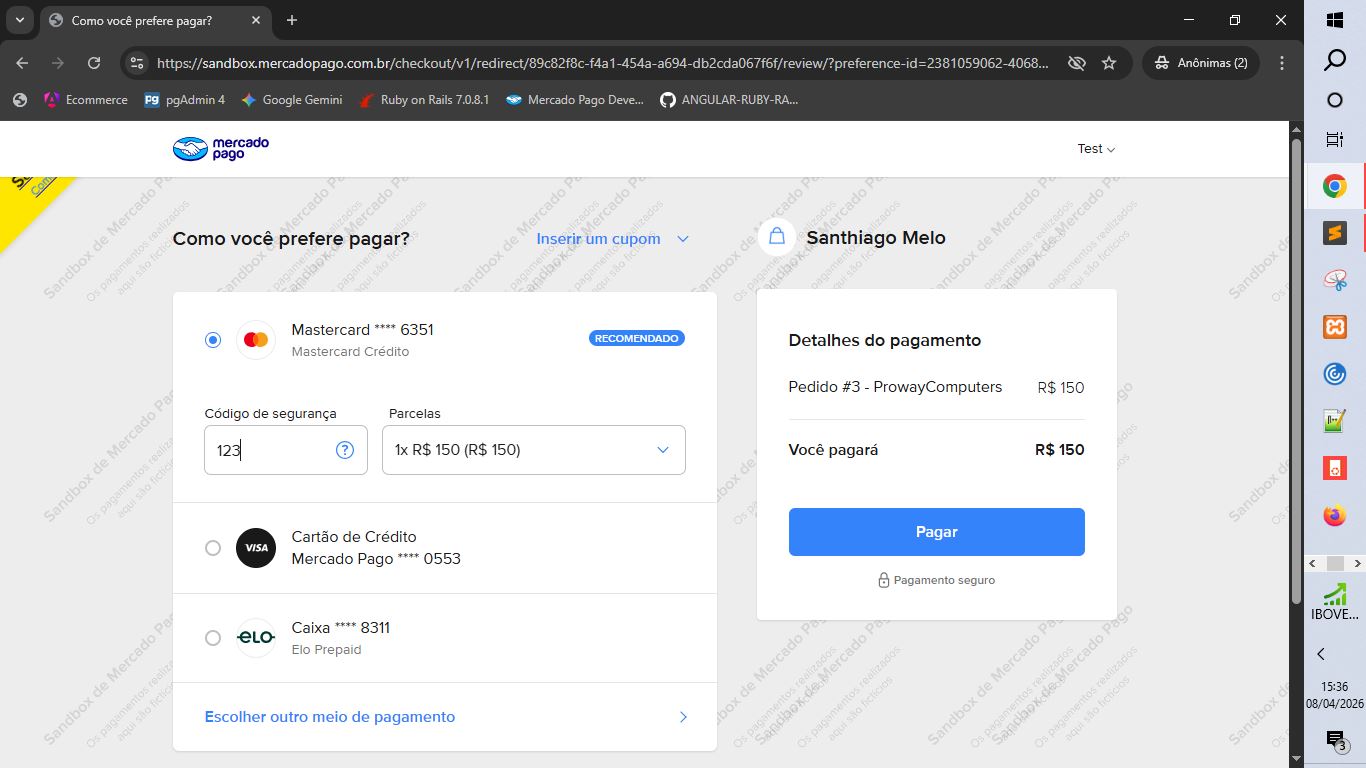 Como você prefere pagar?
https://sandbox.mercadopago.com.br/checkout/v1/redirect/89c82f8c-f4a1-454a-a694-db2cda067f6f/review/?preference-id=2381059062-4068...
Anônimas (2)
Ecommerce
pgAdmin 4
Google Gemini
Ruby on Rails 7.0.8.1
Mercado Pago Deve...
ANGULAR-RUBY-RA...
mercado
pago
Test
Como você prefere pagar?
Inserir um cupom
Mastercard **** 6351
Mastercard Crédito
RECOMENDADO
Código de segurança
Parcelas
123
1x R$ 150 (R$ 150)
VISA
Cartão de Crédito
Mercado Pago **** 0553
elo
Caixa **** 8311
Elo Prepaid
Escolher outro meio de pagamento
Santhiago Melo
Detalhes do pagamento
Pedido #3 - ProwayComputers
R$ 150
Você pagará
R$ 150
Pagar
Pagamento seguro
Sandbox de Mercado Pago
Os pagamentos realizados
aqui são fictícios
IBOVE...
15:36
08/04/2026
3